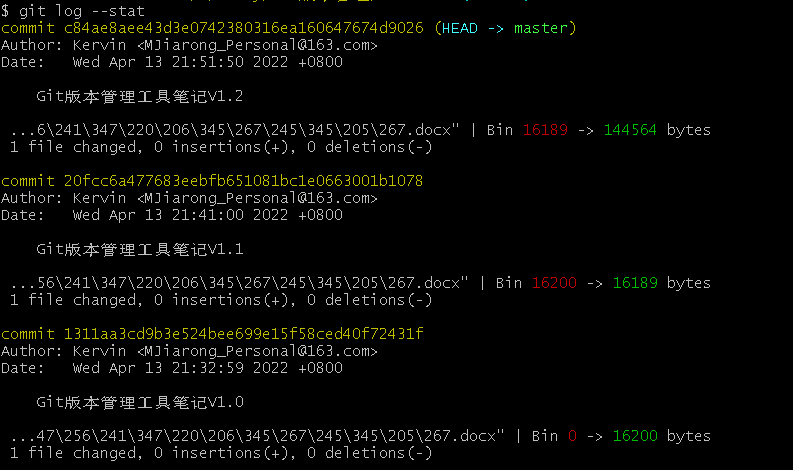 $ git log --stat
commit c84ae8aee43d3e0742380316ea160647674d9026 (HEAD -> master)
Author: Kervin <MJiarong_Personal@163.com>
Date:   Wed Apr 13 21:51:50 2022 +0800
Git版本管理工具笔记V1.2
...6\241\347\220\206\345\267\245\345\205\267.docx" | Bin 16189 -> 144564 bytes
1 file changed, 0 insertions(+), 0 deletions(-)
commit 20fcc6a477683eebfb651081bc1e0663001b1078
Author: Kervin <MJiarong_Personal@163.com>
Date:   Wed Apr 13 21:41:00 2022 +0800
Git版本管理工具笔记V1.1
...56\241\347\220\206\345\267\245\345\205\267.docx" | Bin 16200 -> 16189 bytes
1 file changed, 0 insertions(+), 0 deletions(-)
commit 1311aa3cd9b3e524bee699e15f58ced40f72431f
Author: Kervin <MJiarong_Personal@163.com>
Date:   Wed Apr 13 21:32:59 2022 +0800
Git版本管理工具笔记V1.0
...47\256\241\347\220\206\345\267\245\345\205\267.docx" | Bin 0 -> 16200 bytes
1 file changed, 0 insertions(+), 0 deletions(-)